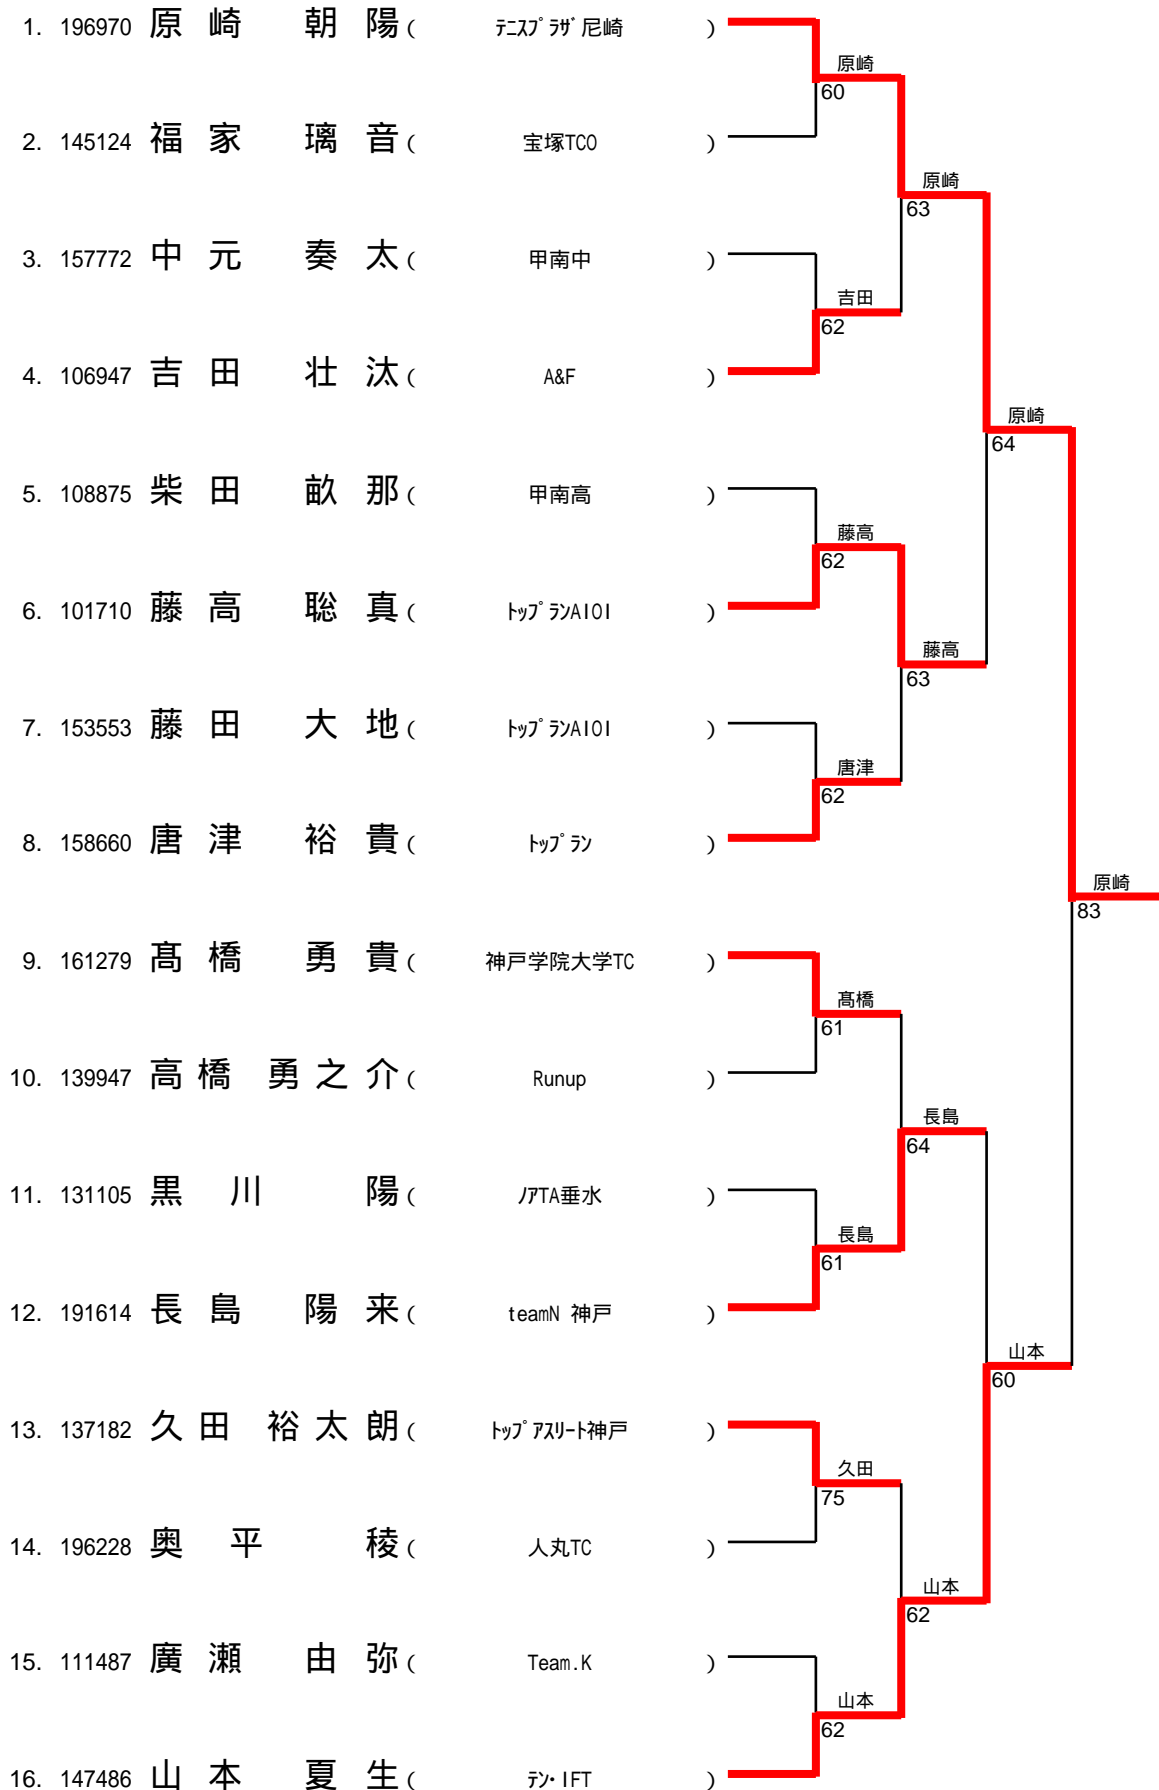 1. 196970 原崎 朝陽 ( ﾃﾆｽﾌﾟﾗｻﾞ尼崎 )
原崎
60
2. 145124 福家 璃音 ( 宝塚TCO )
原崎
63
3. 157772 中元 奏太 ( 甲南中 )
吉田
62
4. 106947 吉田 壮汰 ( A&F )
原崎
64
5. 108875 柴田 畝那 ( 甲南高 )
藤高
62
6. 101710 藤高 聡真 ( ﾄｯﾌﾟﾗﾝAIOI )
藤高
63
7. 153553 藤田 大地 ( ﾄｯﾌﾟﾗﾝAIOI )
唐津
62
8. 158660 唐津 裕貴 ( ﾄｯﾌﾟﾗﾝ )
原崎
83
9. 161279 髙橋 勇貴 ( 神戸学院大学TC )
髙橋
61
10. 139947 高橋 勇之介 ( Runup )
長島
64
11. 131105 黒川 陽 ( ﾉｱTA垂水 )
長島
61
12. 191614 長島 陽来 ( teamN 神戸 )
山本
60
13. 137182 久田 裕太朗 ( ﾄｯﾌﾟｱｽﾘｰﾄ神戸 )
久田
75
14. 196228 奥平 稜 ( 人丸TC )
山本
62
15. 111487 廣瀬 由弥 ( Team.K )
山本
62
16. 147486 山本 夏生 ( ﾃﾝ･IFT )